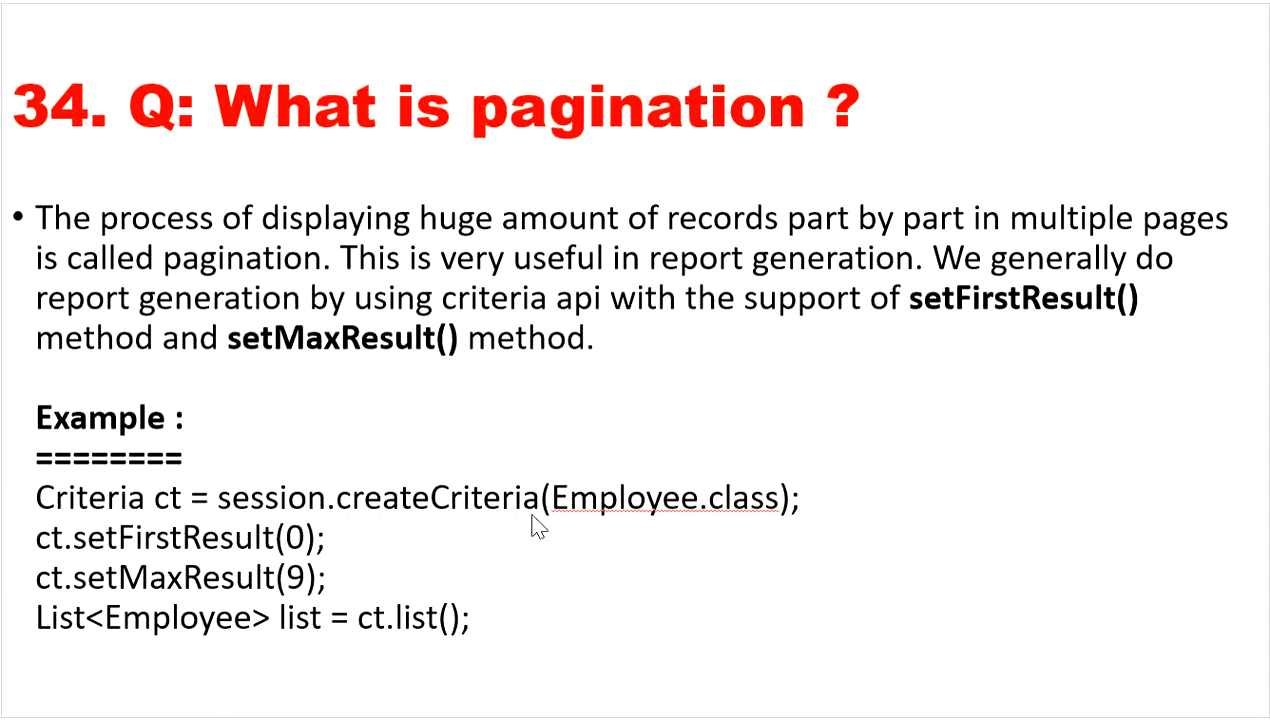 34. Q: What is pagination ?
• The process of displaying huge amount of records part by part in multiple pages
is called pagination. This is very useful in report generation. We generally do
report generation by using criteria api with the support of setFirstResult()
method and setMaxResult() method.
Example :
========
Criteria ct = session.createCriteria(Employee.class);
ct.setFirstResult(0);
ct.setMaxResult(9);
List<Employee> list = ct.list();